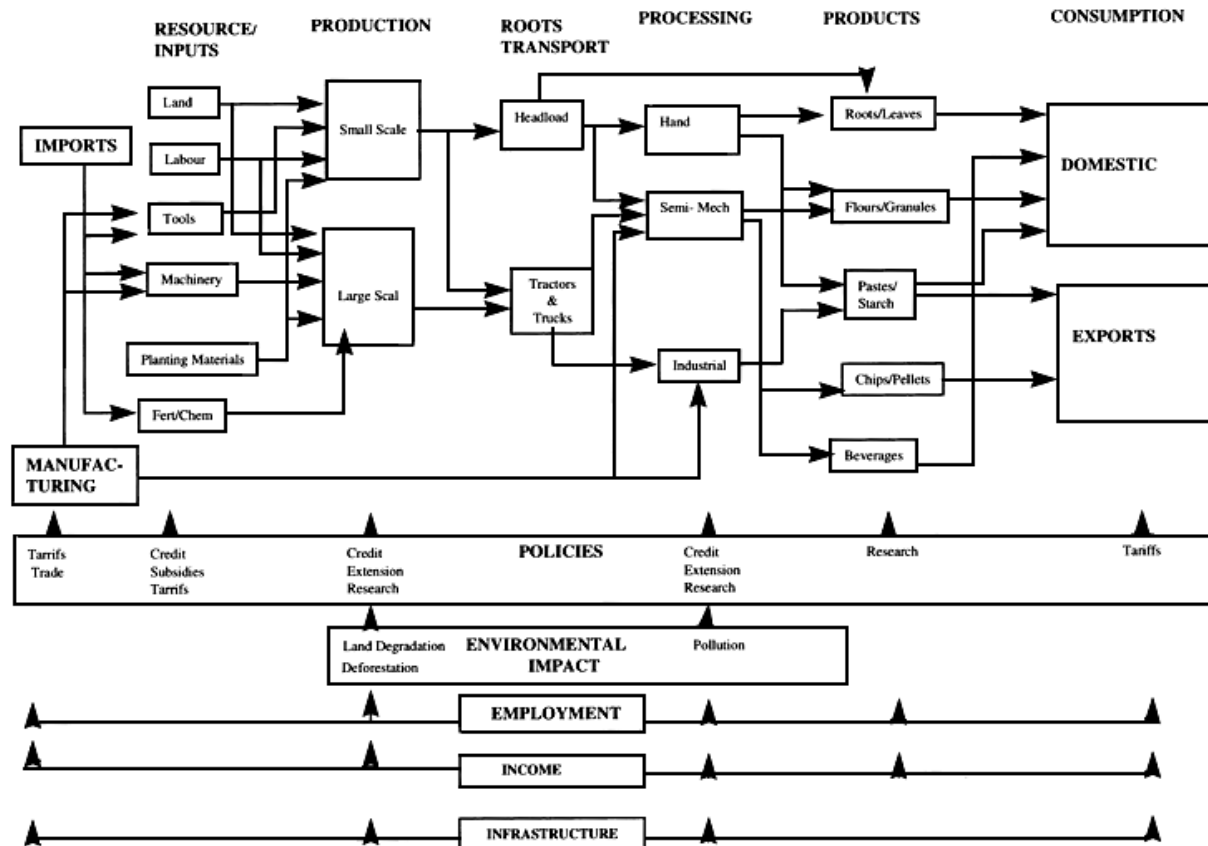 RESOURCE/
INPUTS
PRODUCTION
ROOTS
TRANSPORT
PROCESSING
PRODUCTS
CONSUMPTION
Land
Small Scale
Headload
Hand
Roots/Leaves
IMPORTS
Labour
DOMESTIC
Tools
Semi- Mech
Flours/Granules
Machinery
Large Scal
Tractors
&
Trucks
Pastes/
Starch
EXPORTS
Planting Materials
Industrial
Chips/Pellets
Fert/Chem
Beverages
MANUFAC-
TURING
POLICIES
Tarrifs
Trade
Credit
Subsidies
Tarrifs
Credit
Extension
Research
Credit
Extension
Research
Research
Tariffs
ENVIRONMENTAL
IMPACT
Land Degradation
Deforestation
Pollution
EMPLOYMENT
INCOME
INFRASTRUCTURE